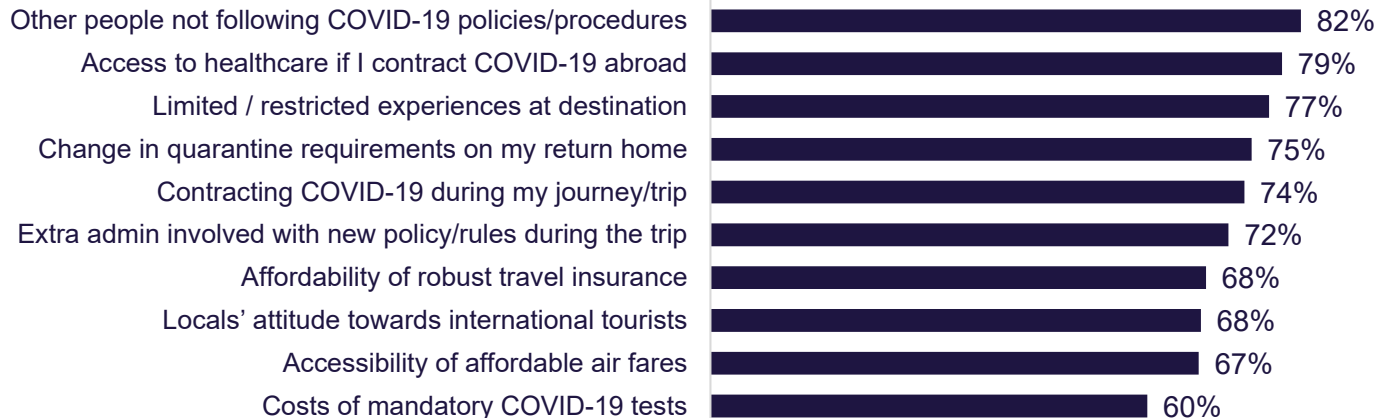 Other people not following COVID-19 policies/procedures 82%
Access to healthcare if I contract COVID-19 abroad 79%
Limited / restricted experiences at destination 77%
Change in quarantine requirements on my return home 75%
Contracting COVID-19 during my journey/trip 74%
Extra admin involved with new policy/rules during the trip 72%
Affordability of robust travel insurance 68%
Locals’ attitude towards international tourists 68%
Accessibility of affordable air fares 67%
Costs of mandatory COVID-19 tests 60%